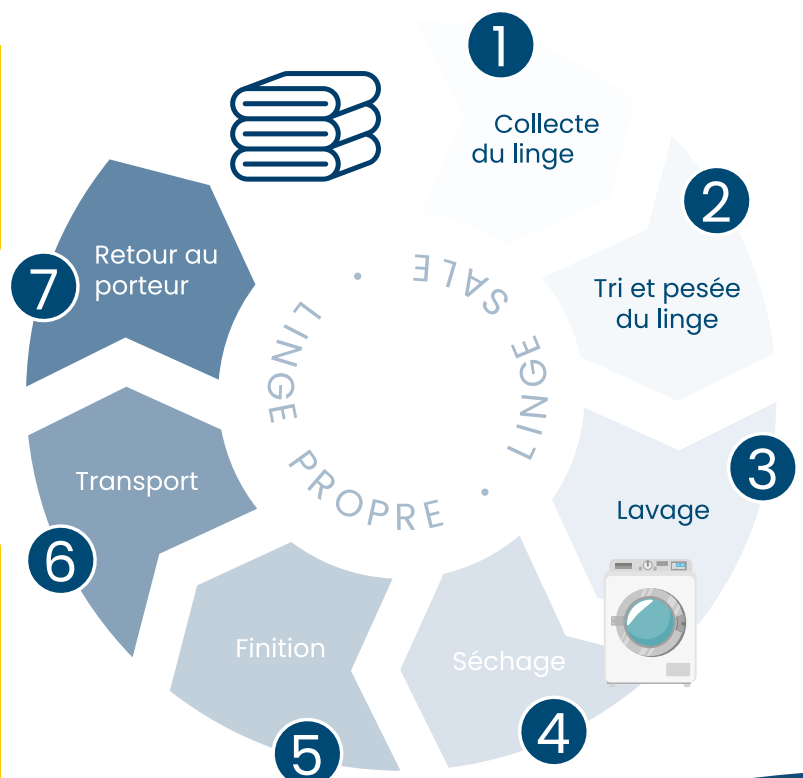 1
Collecte
du linge
2
Tri et pesée
du linge
3
Lavage
4
Séchage
5
Finition
6
Transport
7
Retour au
porteur
LINGE SALE
•
LINGE PROPRE
•